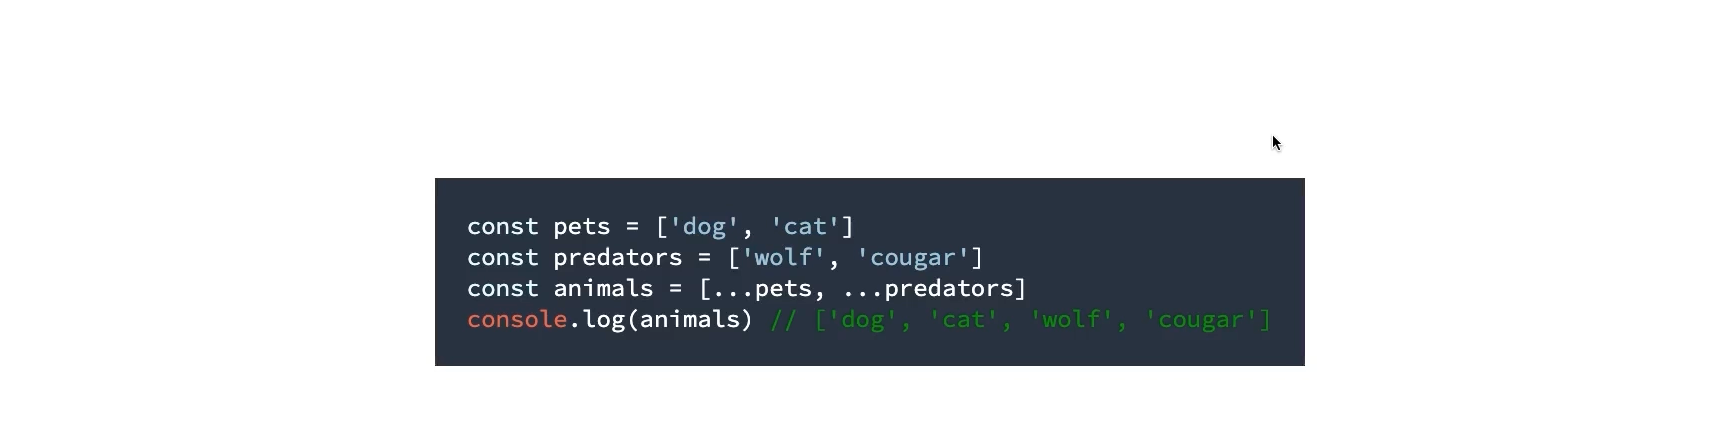 const pets = ['dog', 'cat']
const predators = ['wolf', 'cougar']
const animals = [...pets, ...predators]
console.log(animals) // ['dog', 'cat', 'wolf', 'cougar']